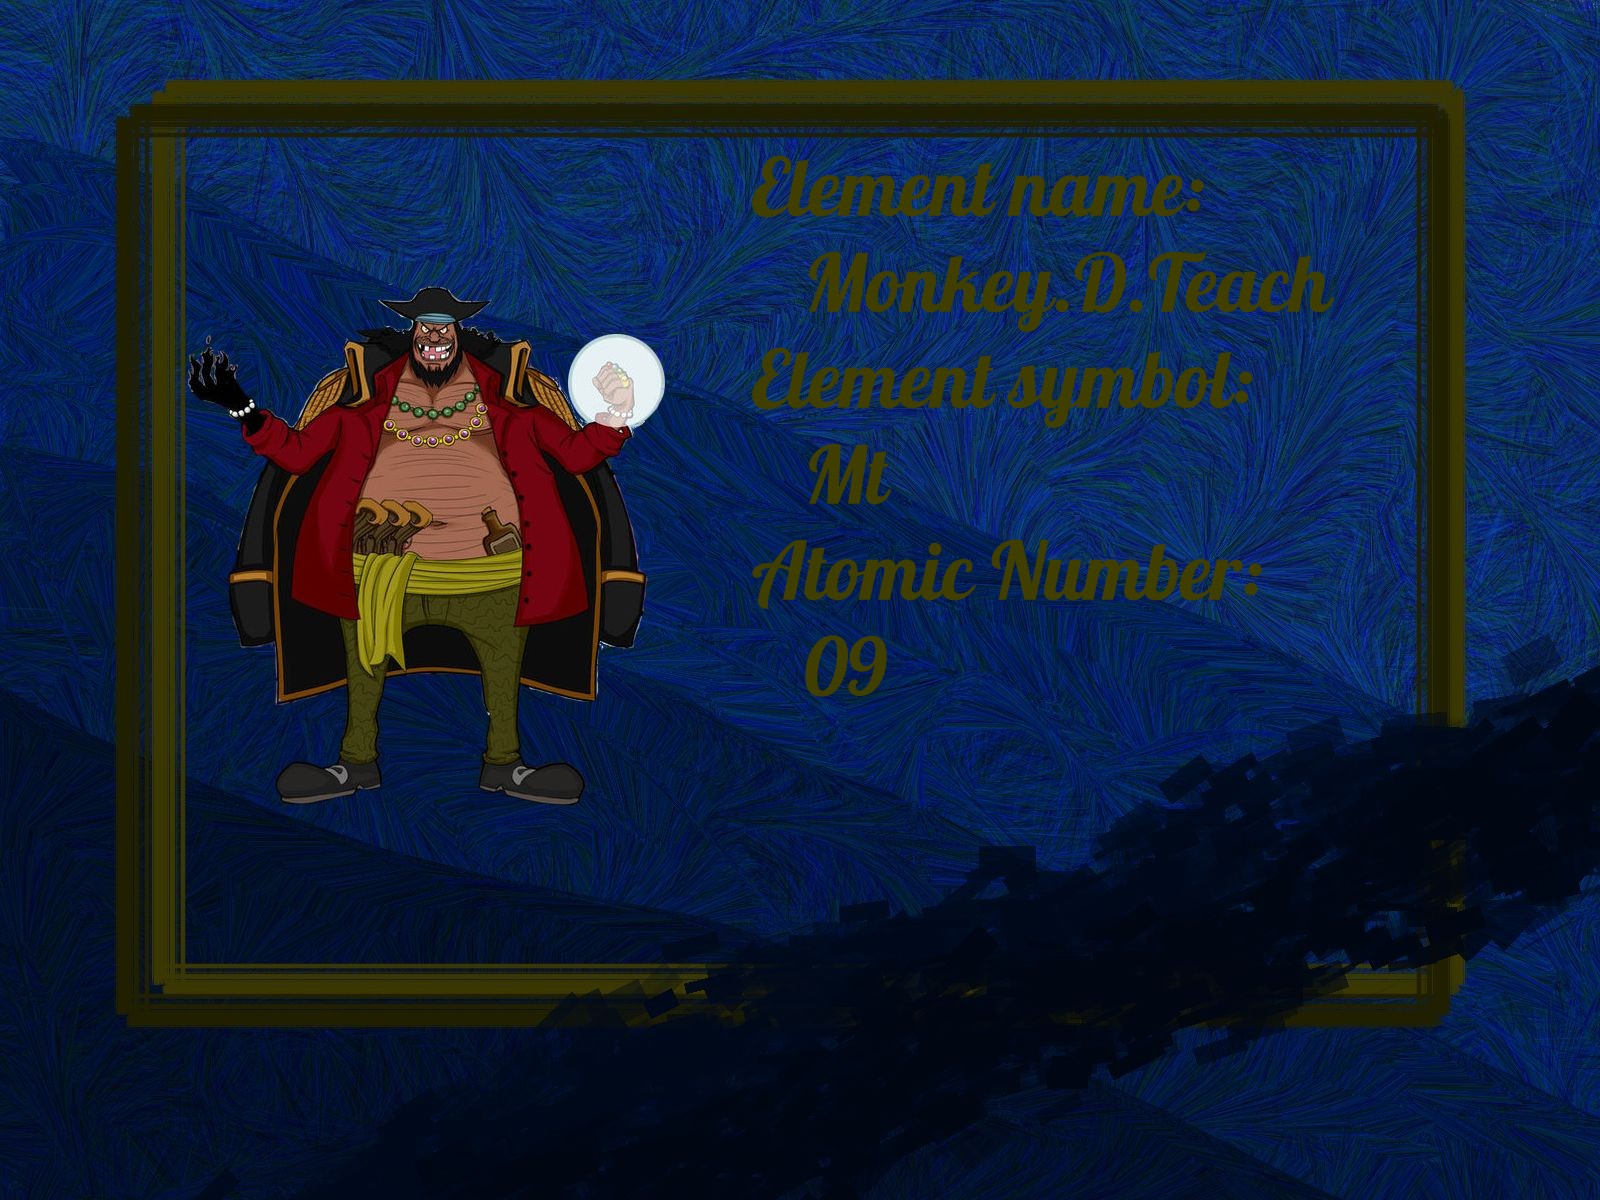 Element name:
Monkey.D.Teach
Element symbol:
Mt
Atomic Number:
09